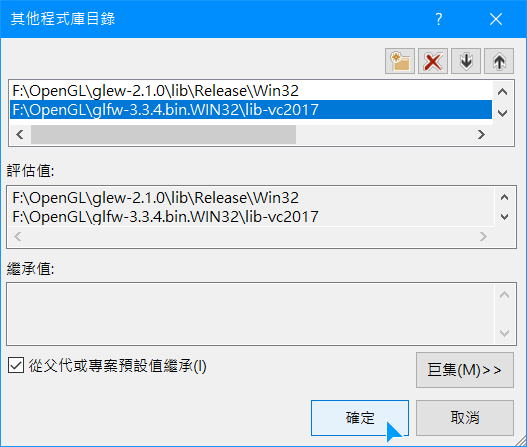 其他程式庫目錄
F:\OpenGL\glew-2.1.0\lib\Release\Win32
F:\OpenGL\glfw-3.3.4.bin.WIN32\lib-vc2017
評估值:
F:\OpenGL\glew-2.1.0\lib\Release\Win32
F:\OpenGL\glfw-3.3.4.bin.WIN32\lib-vc2017
繼承值:
從父代或專案預設值繼承(I)
巨集(M)>>
確定
取消